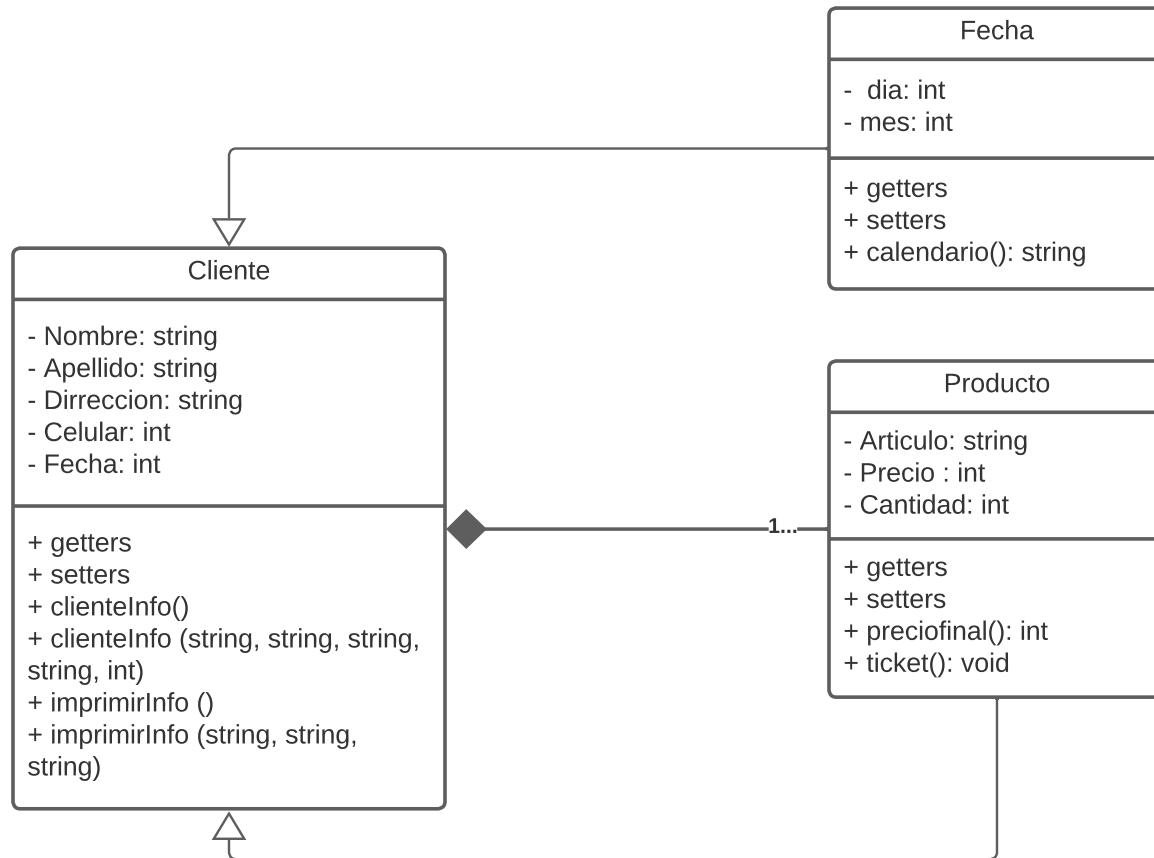 Fecha
-  dia: int
- mes: int
+ getters
+ setters
+ calendario(): string
Cliente
- Nombre: string
- Apellido: string
- Dirreccion: string
- Celular: int
- Fecha: int
+ getters
+ setters
+ clienteInfo()
+ clienteInfo (string, string, string,
string, int)
+ imprimirInfo ()
+ imprimirInfo (string, string,
string)
1...
Producto
- Articulo: string
- Precio : int
- Cantidad: int
+ getters
+ setters
+ preciofinal(): int
+ ticket(): void